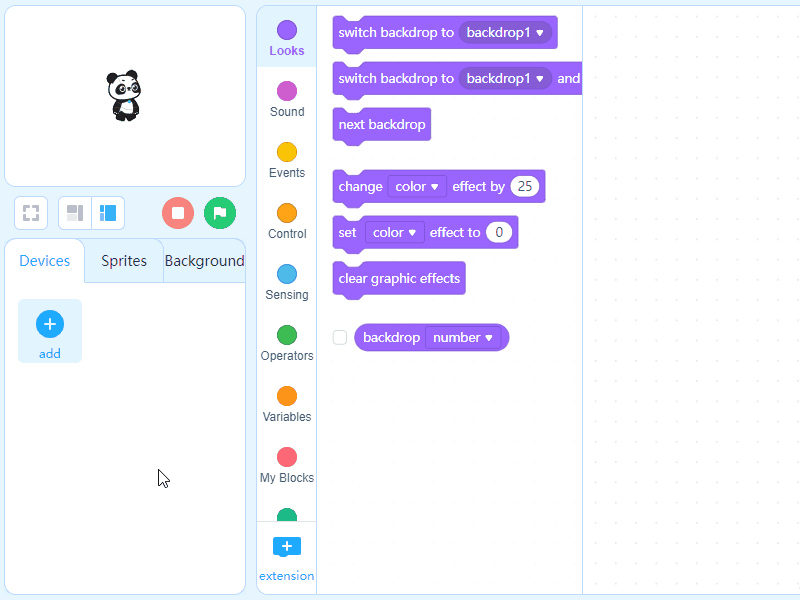 Looks
Sound
Events
Control
Sensing
Operators
Variables
My Blocks
extension
switch backdrop to backdrop1
switch backdrop to backdrop1 and
next backdrop
change color effect by 25
set color effect to 0
clear graphic effects
backdrop number
Devices Sprites Background
add